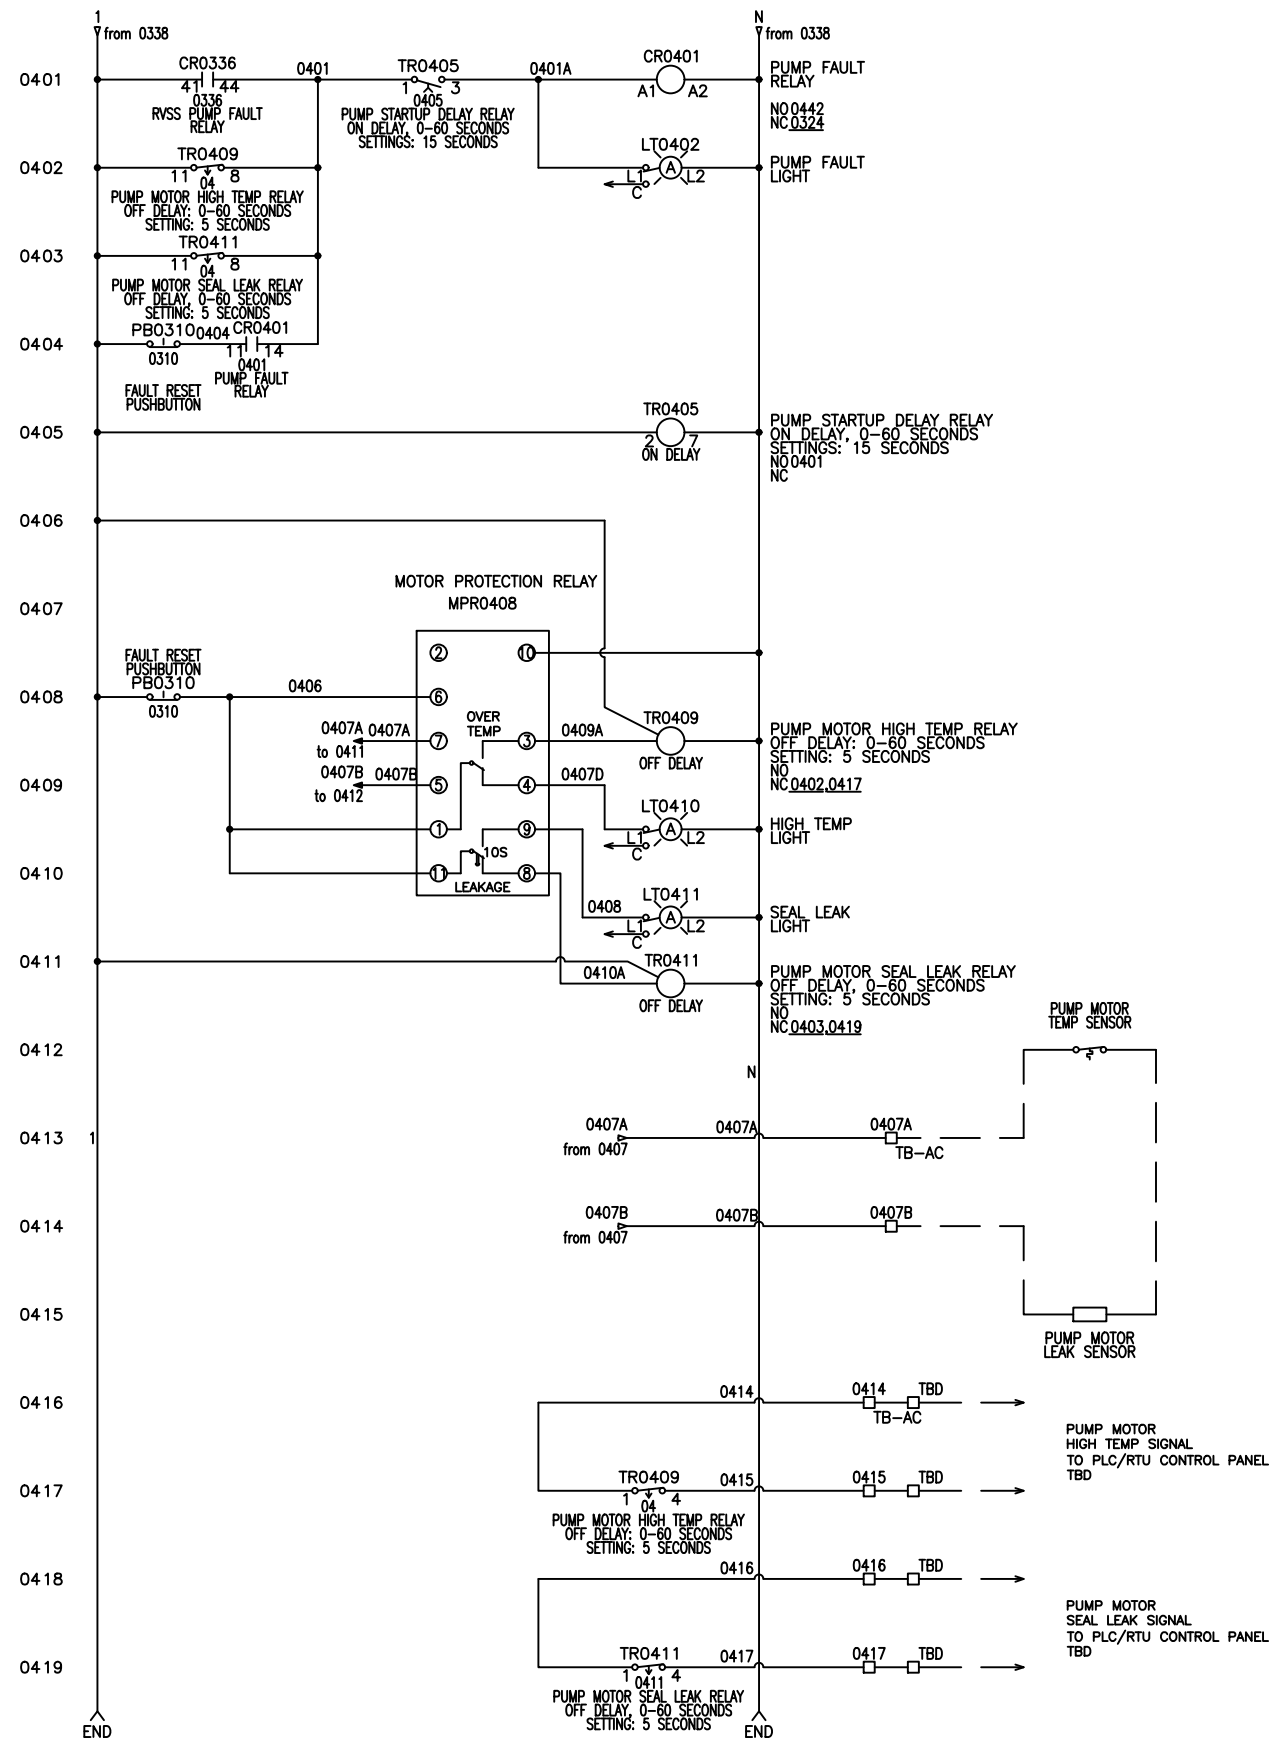 1
from 0338
N
from 0338
0401
CR0336
41 44
0336
RVSS PUMP FAULT
RELAY
0401
TR0405
1 3
0405
PUMP STARTUP DELAY RELAY
ON DELAY, 0-60 SECONDS
SETTINGS: 15 SECONDS
0401A
CR0401
A1 A2
PUMP FAULT
RELAY
NO 0442
NC 0324
0402
TR0409
11 8
04
PUMP MOTOR HIGH TEMP RELAY
OFF DELAY: 0-60 SECONDS
SETTING: 5 SECONDS
LT0402
L1 A L2
C
PUMP FAULT
LIGHT
0403
TR0411
11 8
04
PUMP MOTOR SEAL LEAK RELAY
OFF DELAY, 0-60 SECONDS
SETTING: 5 SECONDS
0404
PB0310 0404 CR0401
0310
11 14
0401
PUMP FAULT
RELAY
FAULT RESET
PUSHBUTTON
0405
TR0405
2 7
ON DELAY
PUMP STARTUP DELAY RELAY
ON DELAY, 0-60 SECONDS
SETTINGS: 15 SECONDS
NO 0401
NC
0406
0407
MOTOR PROTECTION RELAY
MPR0408
2 10
0408
FAULT RESET
PUSHBUTTON
PB0310
0310
0406
6
OVER
TEMP
0407A 0407A
to 0411
7 3
0409A
TR0409
OFF DELAY
PUMP MOTOR HIGH TEMP RELAY
OFF DELAY: 0-60 SECONDS
SETTING: 5 SECONDS
NO
NC 0402,0417
0409
0407B 0407B
to 0412
5 4
0407D
LT0410
L1 A L2
C
HIGH TEMP
LIGHT
1 9
10S
0410
11 8
LEAKAGE
0408
LT0411
L1 A L2
C
SEAL LEAK
LIGHT
0411
0410A
TR0411
OFF DELAY
PUMP MOTOR SEAL LEAK RELAY
OFF DELAY, 0-60 SECONDS
SETTING: 5 SECONDS
NO
NC 0403,0419
PUMP MOTOR
TEMP SENSOR
0412
N
0413
1
0407A
from 0407
0407A
0407A
TB-AC
0414
0407B
from 0407
0407B
0407B
0415
PUMP MOTOR
LEAK SENSOR
0416
0414
0414
TBD
TB-AC
PUMP MOTOR
HIGH TEMP SIGNAL
TO PLC/RTU CONTROL PANEL
TBD
0417
TR0409
1 4
04
PUMP MOTOR HIGH TEMP RELAY
OFF DELAY: 0-60 SECONDS
SETTING: 5 SECONDS
0415
0415
TBD
0418
0416
0416
TBD
PUMP MOTOR
SEAL LEAK SIGNAL
TO PLC/RTU CONTROL PANEL
TBD
0419
TR0411
1 4
0411
PUMP MOTOR SEAL LEAK RELAY
OFF DELAY, 0-60 SECONDS
SETTING: 5 SECONDS
0417
0417
TBD
END
END